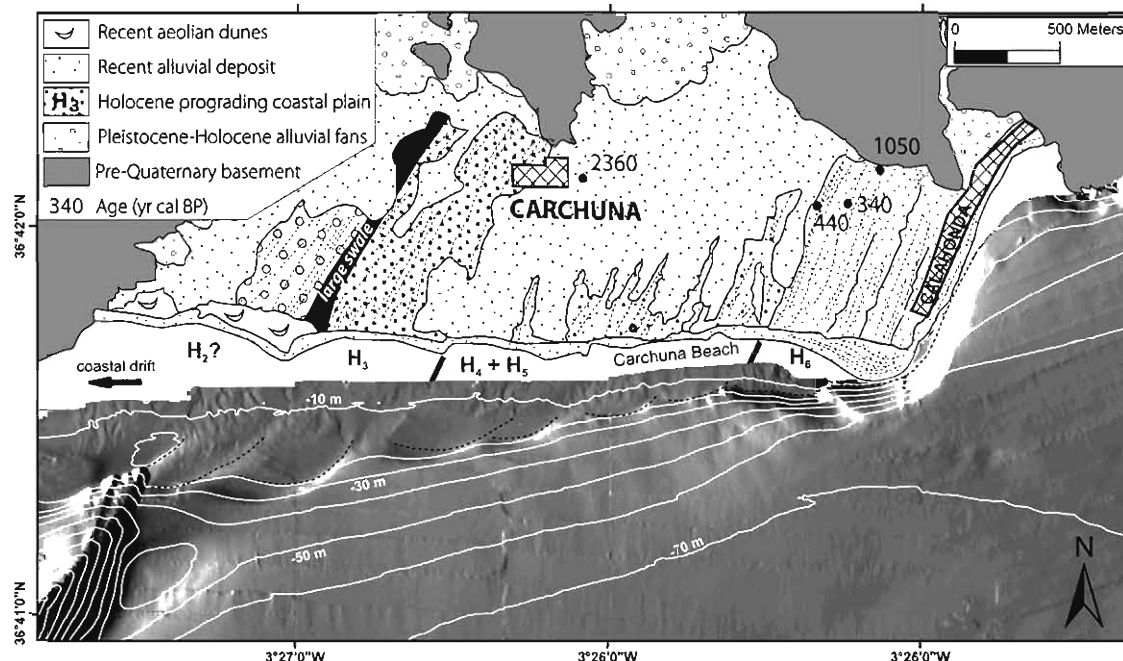 Recent aeolian dunes
Recent alluvial deposit
H3 Holocene prograding coastal plain
Pleistocene-Holocene alluvial fans
Pre-Quaternary basement
340 Age (yr cal BP)
0 500 Meters
1050
2360
CARCHUNA
340
440
CALAHONDA
large swale
36°42'0"N
H2?
H3
H4 + H5
Carchuna Beach
H6
coastal drift
-10 m
-30 m
-50 m
-70 m
N
36°41'0"N
3°27'0"W
3°26'0"W
3°26'0"W